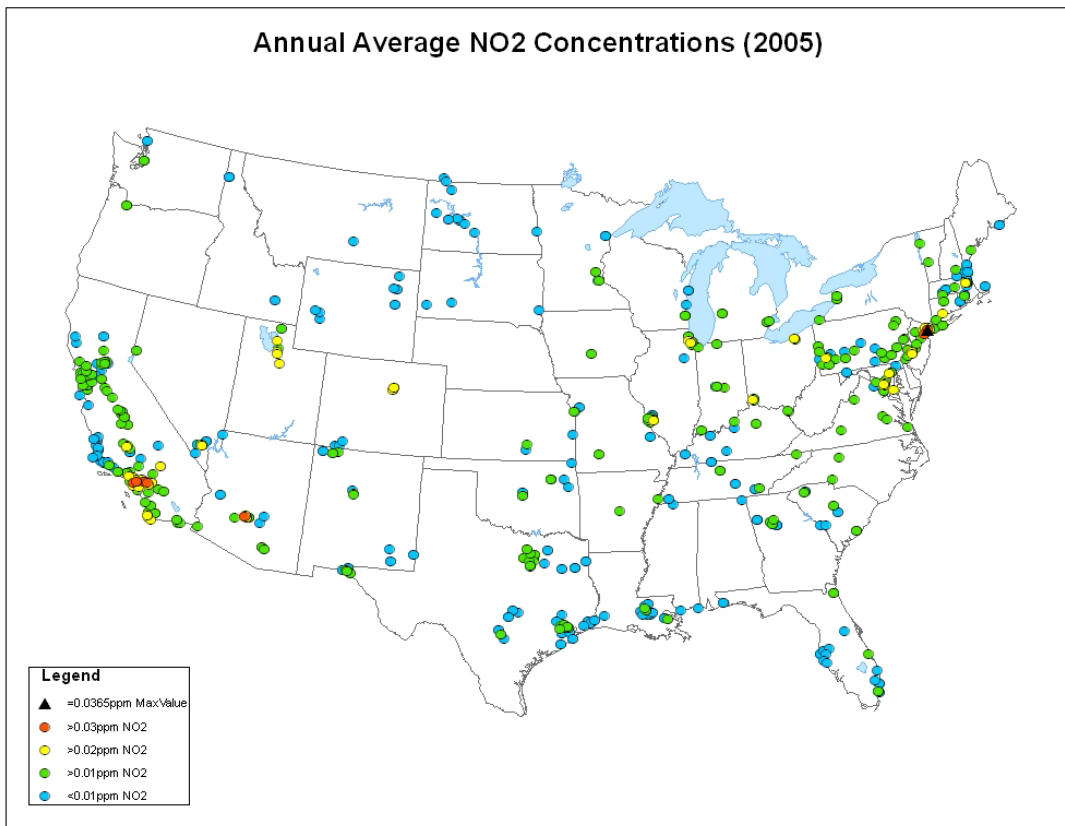 Annual Average NO2 Concentrations (2005)
Legend
=0.0365ppm MaxValue
>0.03ppm NO2
>0.02ppm NO2
>0.01ppm NO2
<0.01ppm NO2